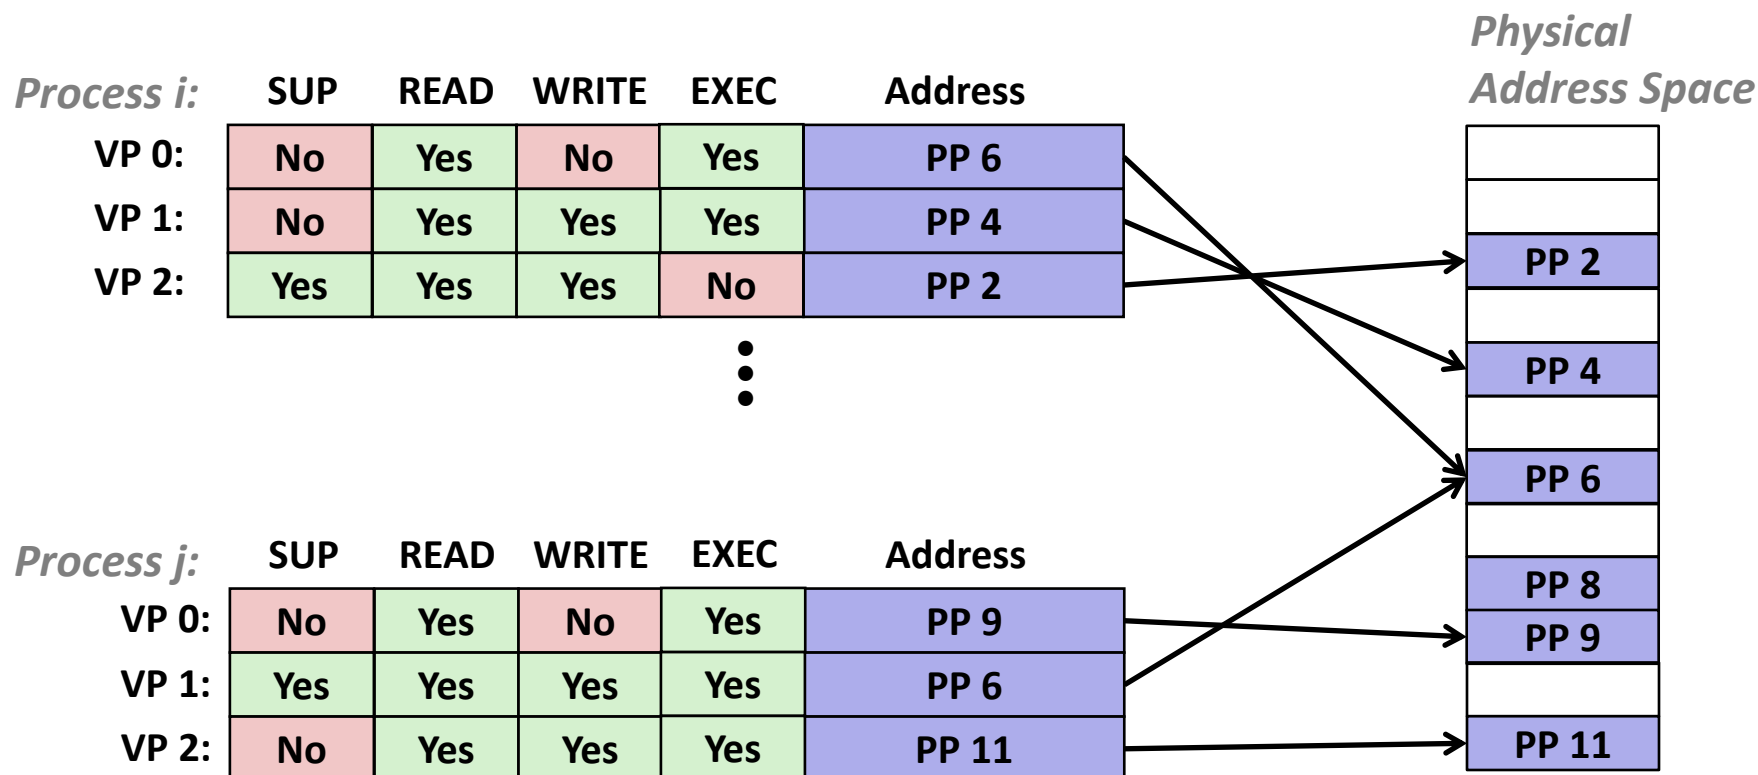 Physical
Address Space
Process i: SUP READ WRITE EXEC Address
VP 0: No Yes No Yes PP 6
VP 1: No Yes Yes Yes PP 4
VP 2: Yes Yes Yes No PP 2
PP 2
PP 4
PP 6
Process j: SUP READ WRITE EXEC Address
PP 8
VP 0: No Yes No Yes PP 9
PP 9
VP 1: Yes Yes Yes Yes PP 6
VP 2: No Yes Yes Yes PP 11
PP 11